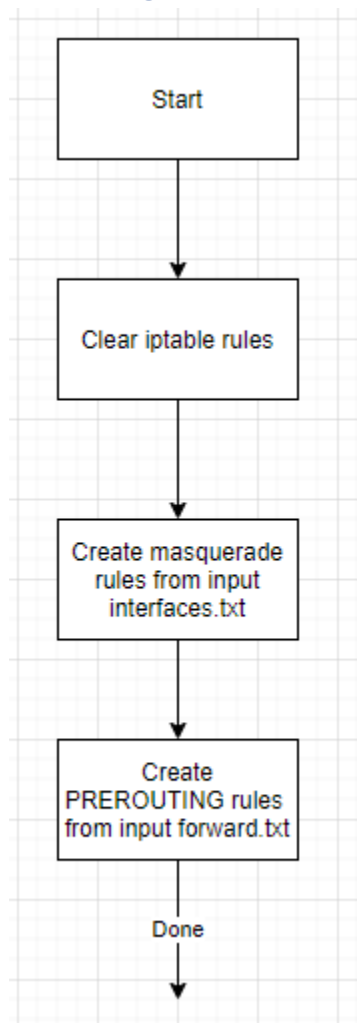 Start
Clear iptable rules
Create masquerade
rules from input
interfaces.txt
Create
PREROUTING rules
from input forward.txt
Done